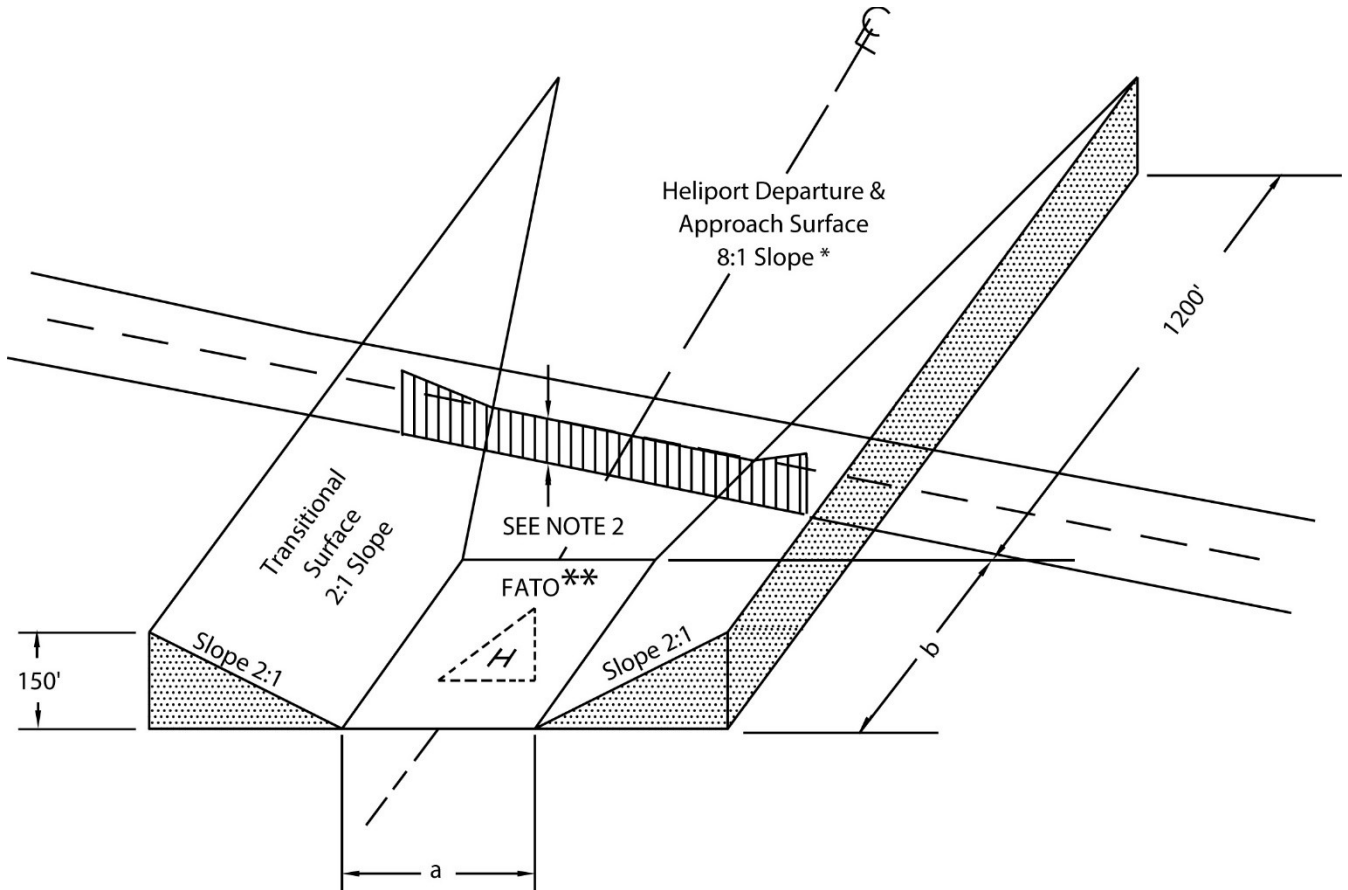 ℄
Heliport Departure &
Approach Surface
8:1 Slope *
1200'
Transitional
Surface
2:1 Slope
SEE NOTE 2
FATO**
H
Slope 2:1
Slope 2:1
150'
b
a